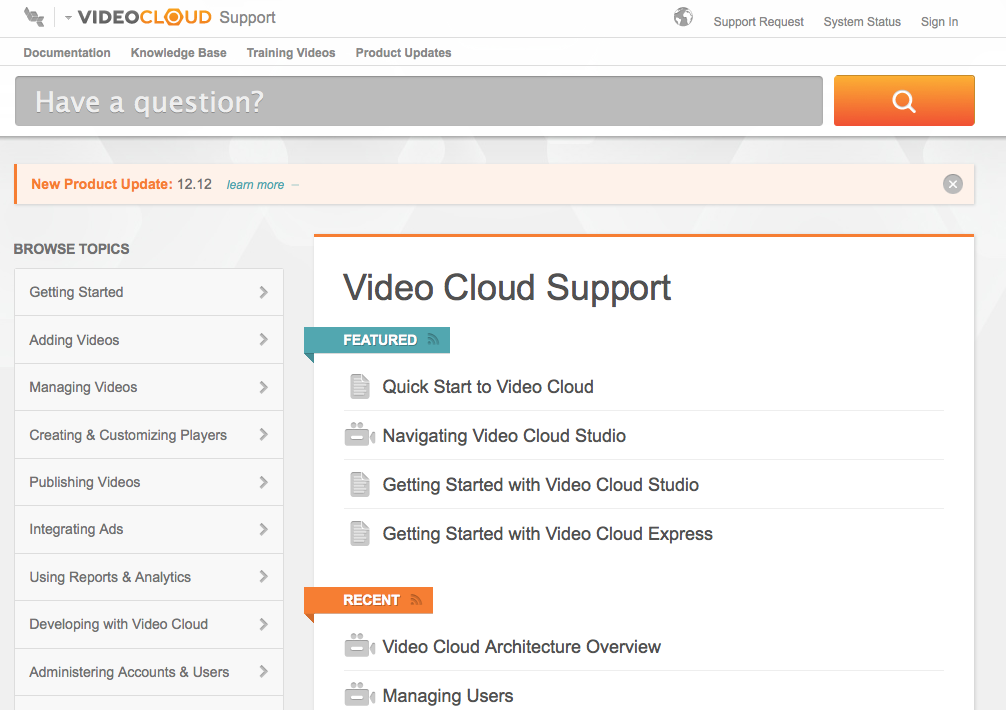 VIDEOCLOUD Support
Support Request System Status Sign In
Documentation Knowledge Base Training Videos Product Updates
Have a question?
New Product Update: 12.12 learn more –
BROWSE TOPICS
Getting Started
Adding Videos
Managing Videos
Creating & Customizing Players
Publishing Videos
Integrating Ads
Using Reports & Analytics
Developing with Video Cloud
Administering Accounts & Users
Video Cloud Support
FEATURED
Quick Start to Video Cloud
Navigating Video Cloud Studio
Getting Started with Video Cloud Studio
Getting Started with Video Cloud Express
RECENT
Video Cloud Architecture Overview
Managing Users